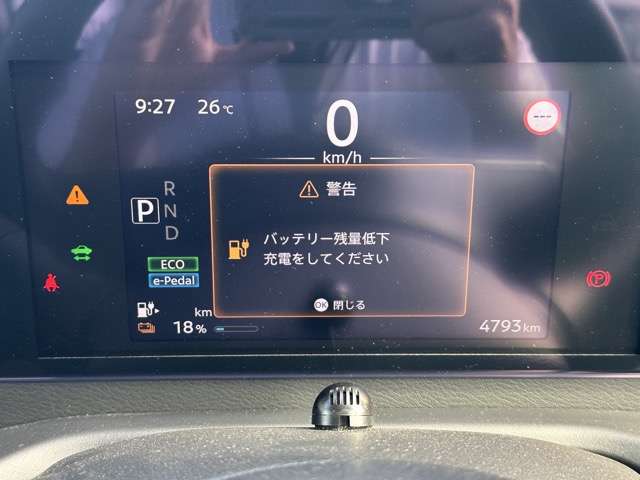 9:27 26℃
0
km/h
---
警告
R
P N
D
バッテリー残量低下
充電をしてください
ECO
e-Pedal
OK 閉じる
km
18%
4793km
P